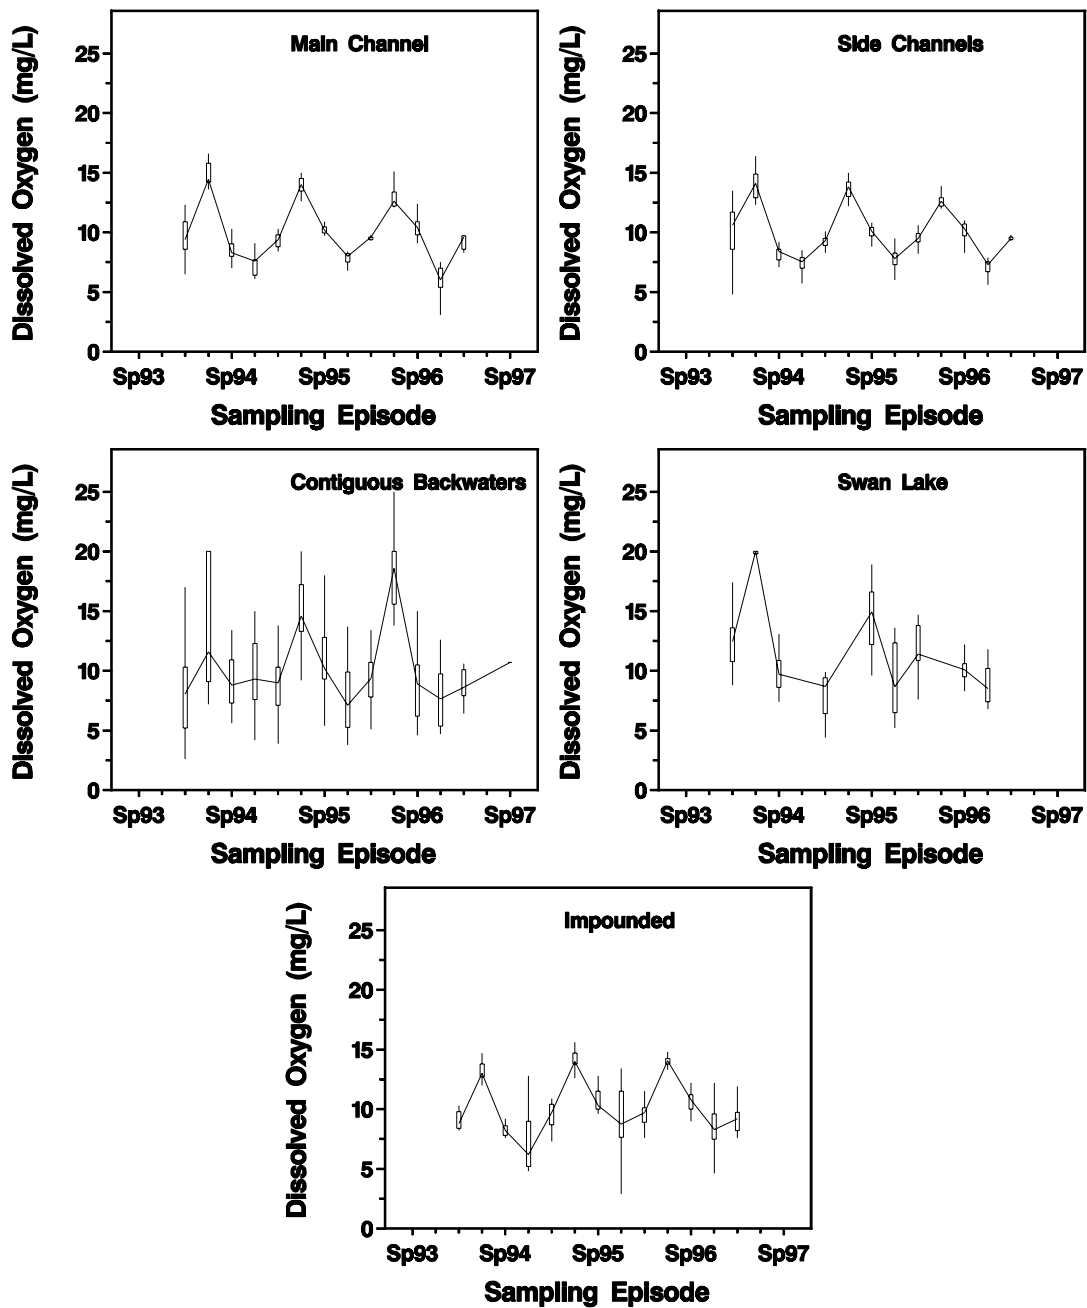 Main Channel
Dissolved Oxygen (mg/L)
25
20
15
10
5
0
Sp93 Sp94 Sp95 Sp96 Sp97
Sampling Episode
Side Channels
Dissolved Oxygen (mg/L)
25
20
15
10
5
0
Sp93 Sp94 Sp95 Sp96 Sp97
Sampling Episode
Contiguous Backwaters
Dissolved Oxygen (mg/L)
25
20
15
10
5
0
Sp93 Sp94 Sp95 Sp96 Sp97
Sampling Episode
Swan Lake
Dissolved Oxygen (mg/L)
25
20
15
10
5
0
Sp93 Sp94 Sp95 Sp96 Sp97
Sampling Episode
Impounded
Dissolved Oxygen (mg/L)
25
20
15
10
5
0
Sp93 Sp94 Sp95 Sp96 Sp97
Sampling Episode